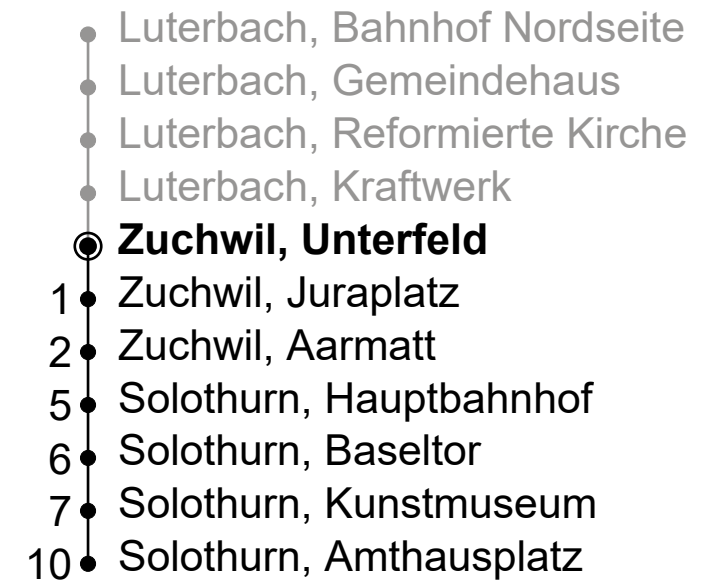 Luterbach, Bahnhof Nordseite
Luterbach, Gemeindehaus
Luterbach, Reformierte Kirche
Luterbach, Kraftwerk
Zuchwil, Unterfeld
1 Zuchwil, Juraplatz
2 Zuchwil, Aarmatt
5 Solothurn, Hauptbahnhof
6 Solothurn, Baseltor
7 Solothurn, Kunstmuseum
10 Solothurn, Amthausplatz